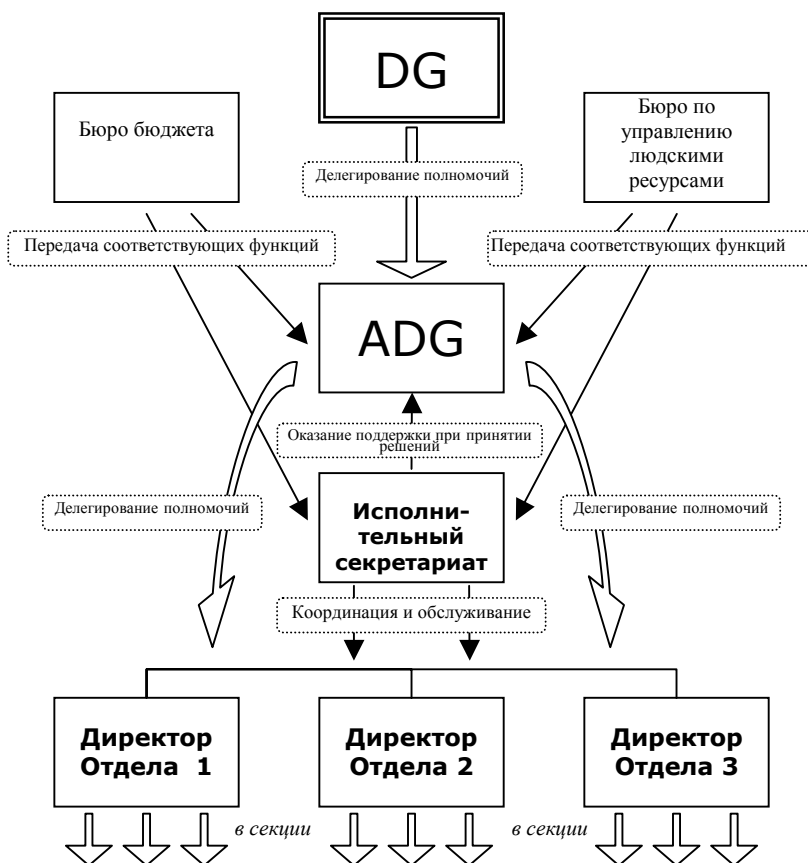 DG
Бюро бюджета
Бюро по
управлению
людскими
ресурсами
Делегирование полномочий
Передача соответствующих функций
Передача соответствующих функций
ADG
Оказание поддержки при принятии
решений
Исполни-
тельный
секретариат
Делегирование полномочий
Делегирование полномочий
Координация и обслуживание
Директор
Отдела 1
Директор
Отдела 2
Директор
Отдела 3
в секции
в секции